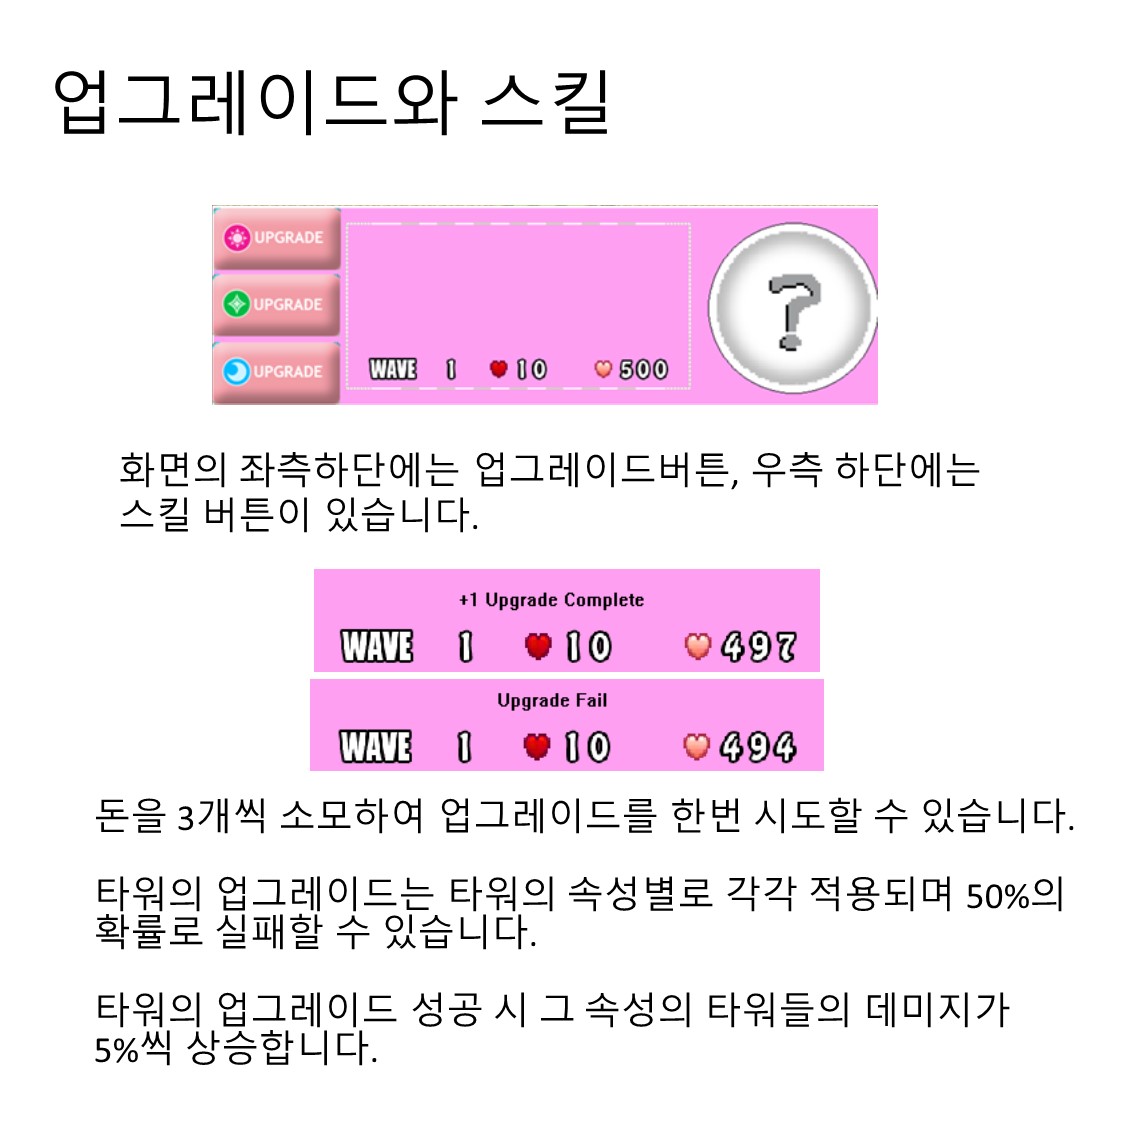 업그레이드와 스킬
UPGRADE
UPGRADE
UPGRADE
WAVE 1 10 500
?
화면의 좌측하단에는 업그레이드버튼, 우측 하단에는
스킬 버튼이 있습니다.
+1 Upgrade Complete
WAVE 1 10 497
Upgrade Fail
WAVE 1 10 494
돈을 3개씩 소모하여 업그레이드를 한번 시도할 수 있습니다.
타워의 업그레이드는 타워의 속성별로 각각 적용되며 50%의
확률로 실패할 수 있습니다.
타워의 업그레이드 성공 시 그 속성의 타워들의 데미지가
5%씩 상승합니다.